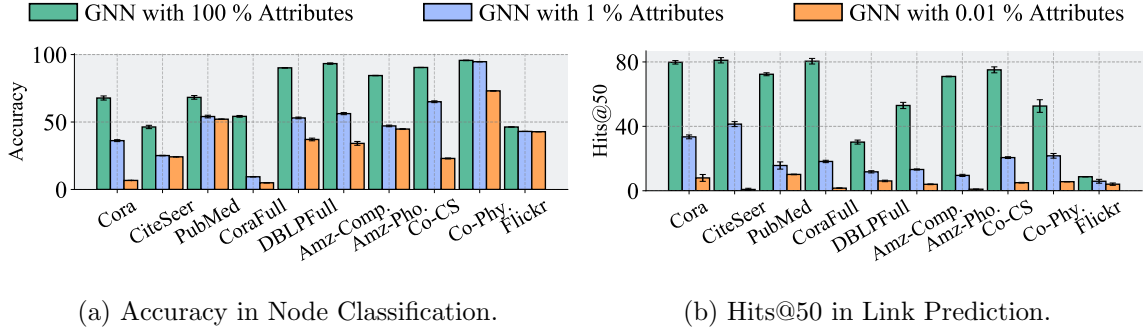 GNN with 100 % Attributes GNN with 1 % Attributes GNN with 0.01 % Attributes
100
50
0
Accuracy
Cora
CiteSeer
PubMed
CoraFull
DBLPFull
Amz-Comp.
Amz-Pho.
Co-CS
Co-Phy.
Flickr
80
40
0
Hits@50
Cora
CiteSeer
PubMed
CoraFull
DBLPFull
Amz-Comp.
Amz-Pho.
Co-CS
Co-Phy.
Flickr
(a) Accuracy in Node Classification.
(b) Hits@50 in Link Prediction.